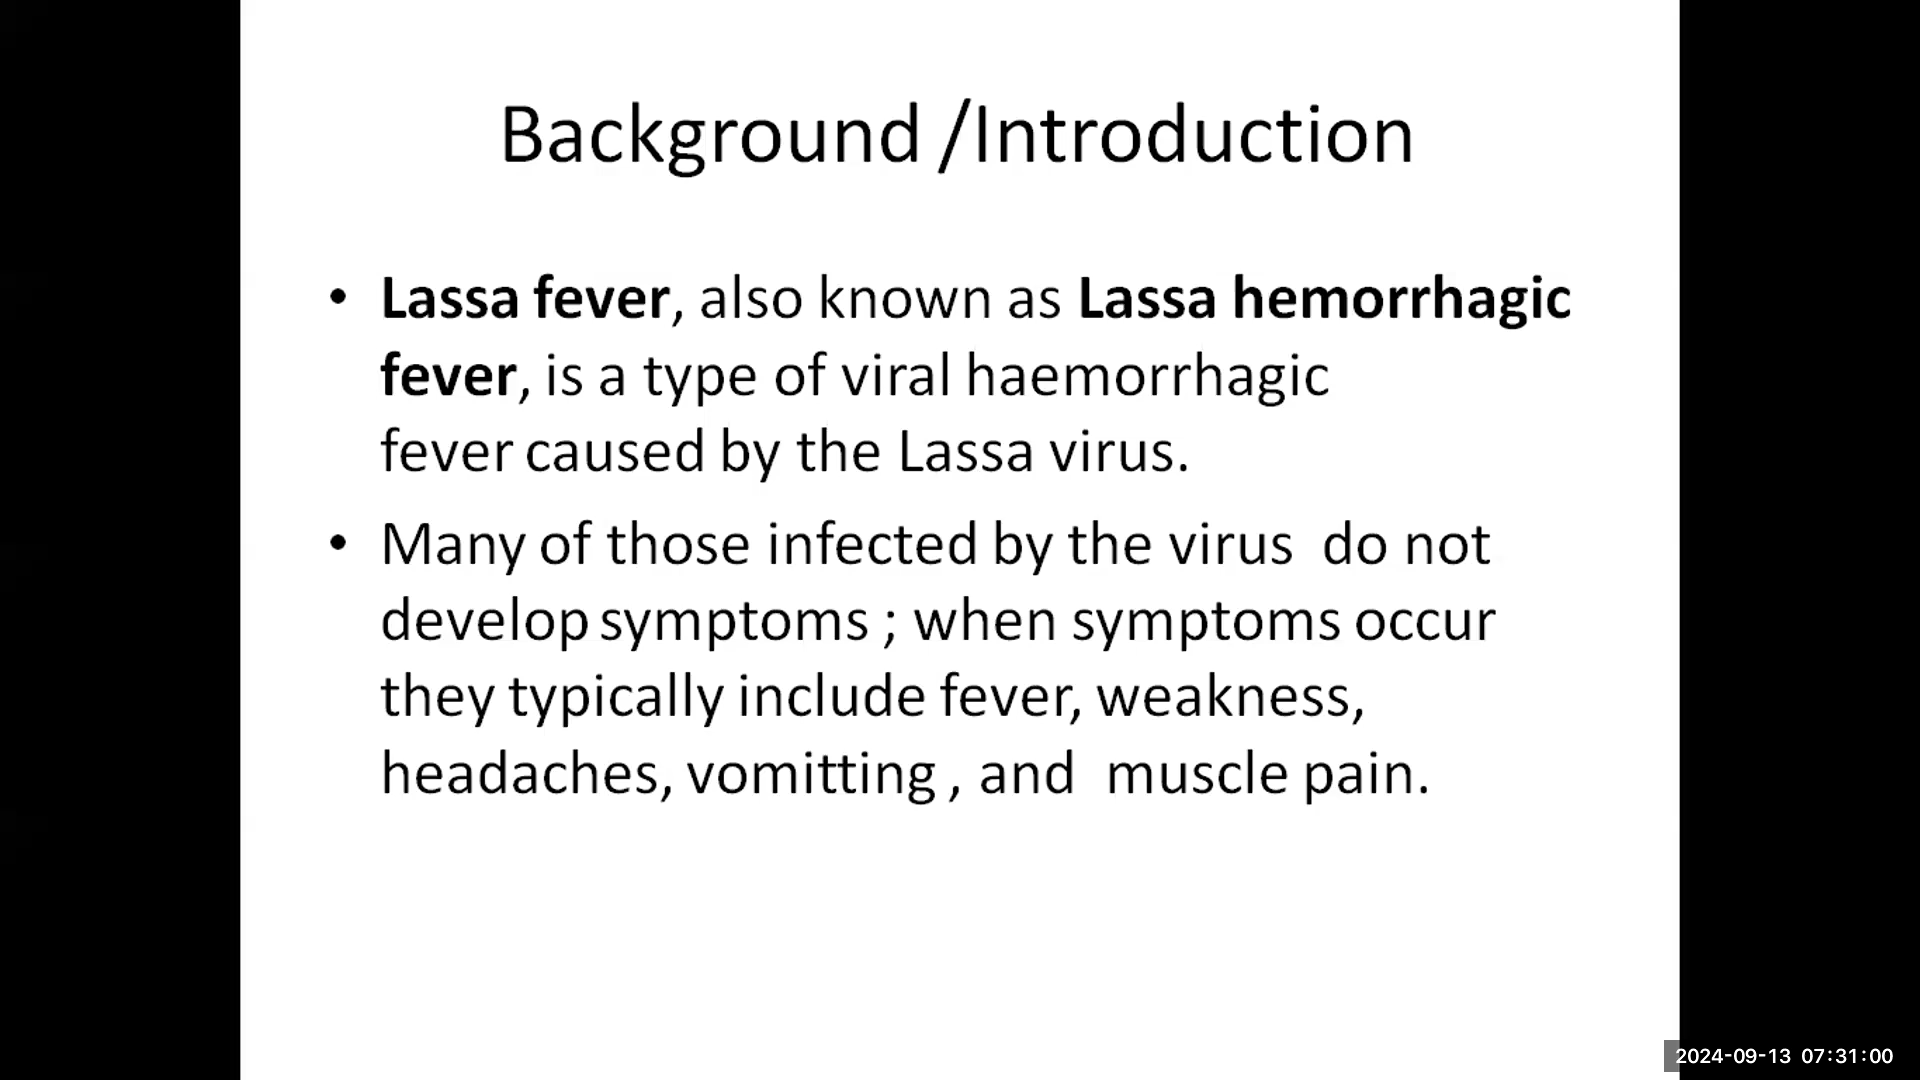 Background /Introduction
• Lassa fever, also known as Lassa hemorrhagic
fever, is a type of viral haemorrhagic
fever caused by the Lassa virus.
• Many of those infected by the virus  do not
develop symptoms ; when symptoms occur
they typically include fever, weakness,
headaches, vomitting , and  muscle pain.
2024-09-13 07:31:00